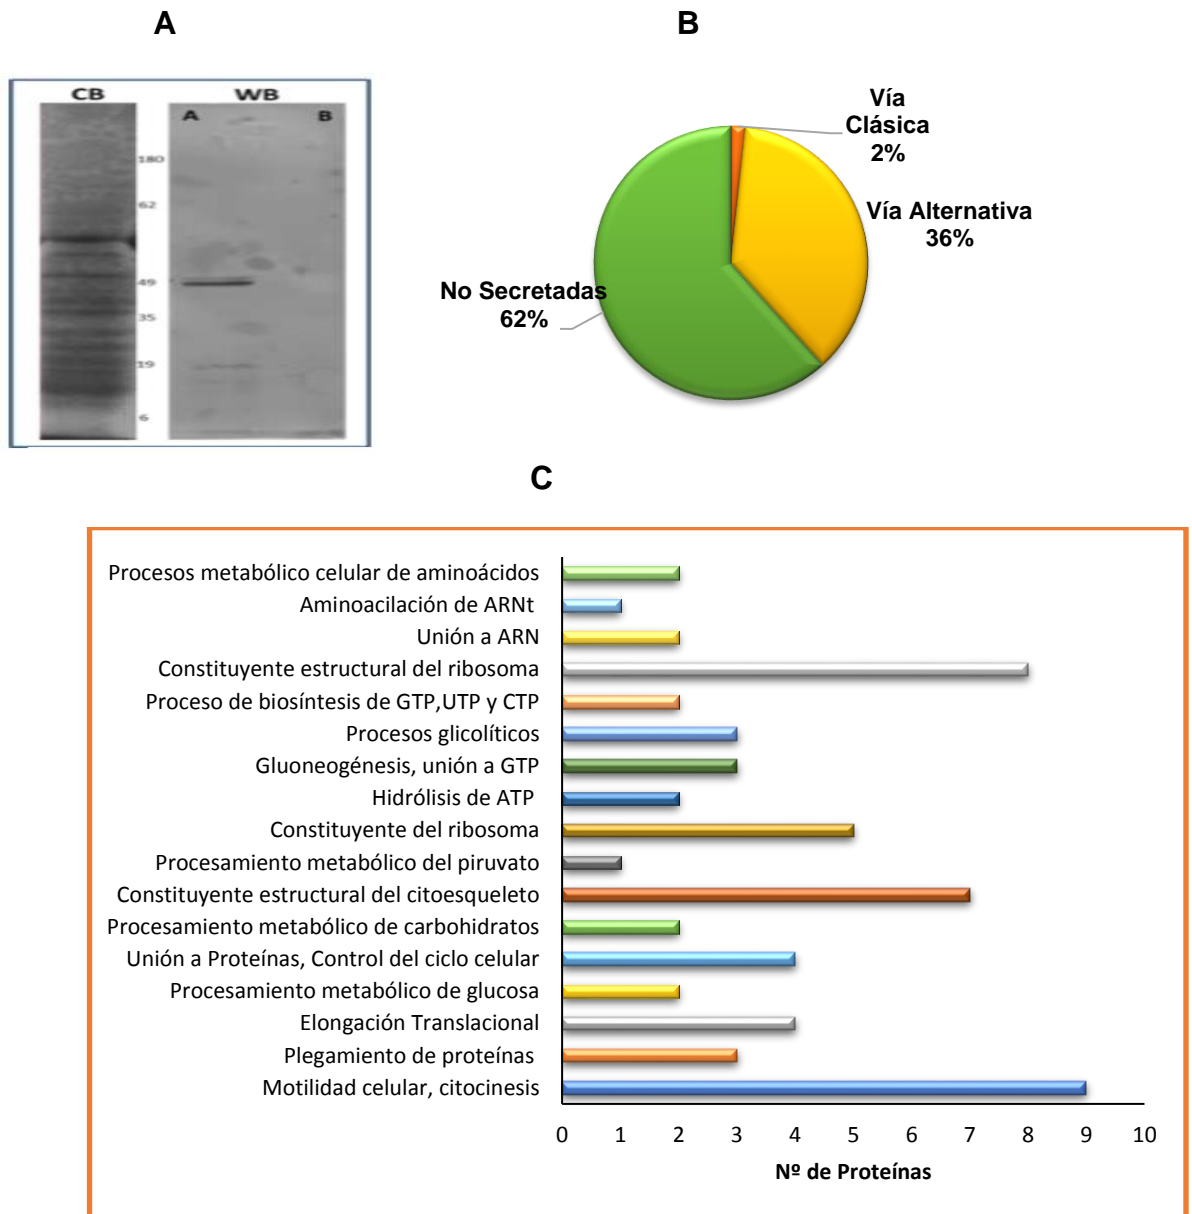 A
B
CB
WB
A
B
180
62
49
35
19
6
Vía
Clásica
2%
Vía Alternativa
36%
No Secretadas
62%
C
Procesos metabólico celular de aminoácidos
Aminoacilación de ARNt
Unión a ARN
Constituyente estructural del ribosoma
Proceso de biosíntesis de GTP,UTP y CTP
Procesos glicolíticos
Gluoneogénesis, unión a GTP
Hidrólisis de ATP
Constituyente del ribosoma
Procesamiento metabólico del piruvato
Constituyente estructural del citoesqueleto
Procesamiento metabólico de carbohidratos
Unión a Proteínas, Control del ciclo celular
Procesamiento metabólico de glucosa
Elongación Translacional
Plegamiento de proteínas
Motilidad celular, citocinesis
0 1 2 3 4 5 6 7 8 9 10
Nº de Proteínas